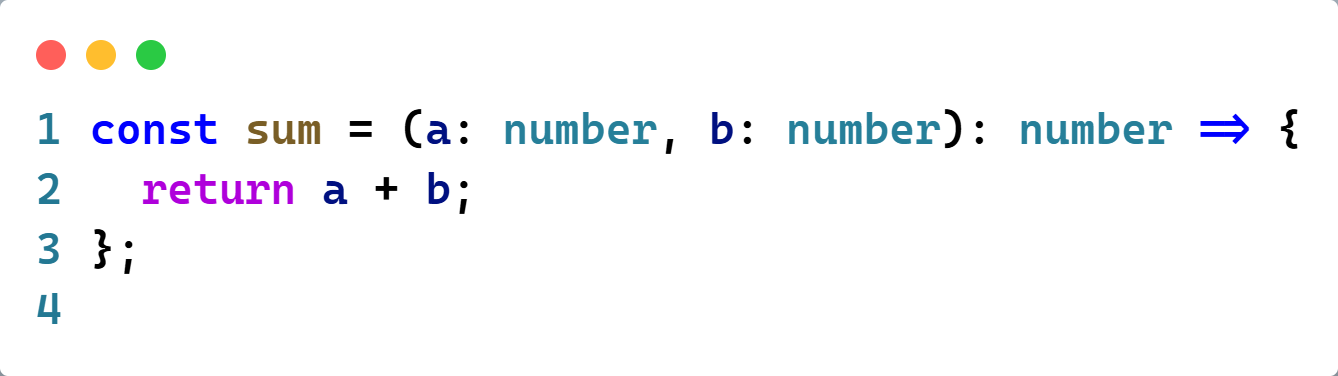 1 const sum = (a: number, b: number): number => {
2   return a + b;
3 };
4